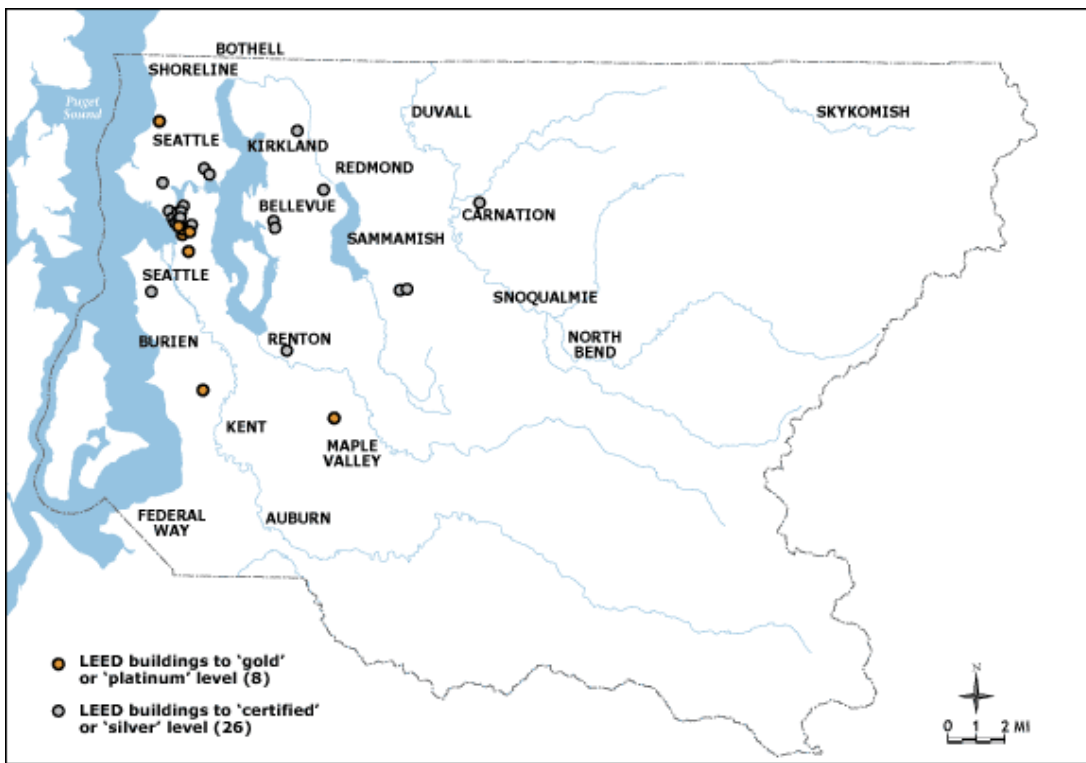 BOTHELL
SHORELINE
Puget
Sound
DUVALL
SKYKOMISH
SEATTLE
KIRKLAND
REDMOND
BELLEVUE
CARNATION
SAMMAMISH
SEATTLE
SNOQUALMIE
BURIEN
RENTON
NORTH
BEND
KENT
MAPLE
VALLEY
FEDERAL
WAY
AUBURN
LEED buildings to ‘gold’
or ‘platinum’ level (8)
LEED buildings to ‘certified’
or ‘silver’ level (26)
N
0 1 2 MI